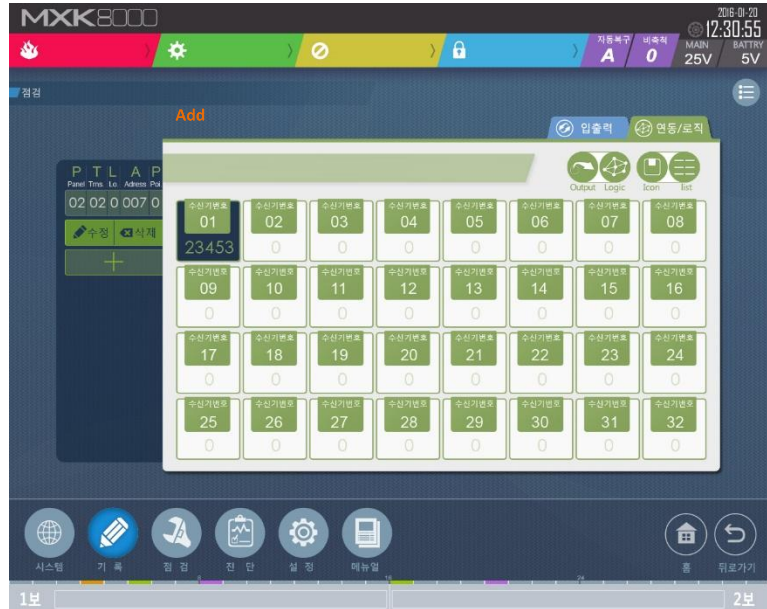 MXK8000
2016-01-20
12:30:55
자동복구 비축적 MAIN BATTRY
A 0 25V 5V
점검
Add
입출력 연동/로직
P T L A P
Panel Trns. Lo. Adress Poi
Output Logic Icon list
02 02 0 007 0
수정 삭제
수신기번호 수신기번호 수신기번호 수신기번호 수신기번호 수신기번호 수신기번호 수신기번호
01 02 03 04 05 06 07 08
23453 0 0 0 0 0 0 0
수신기번호 수신기번호 수신기번호 수신기번호 수신기번호 수신기번호 수신기번호 수신기번호
09 10 11 12 13 14 15 16
0 0 0 0 0 0 0 0
수신기번호 수신기번호 수신기번호 수신기번호 수신기번호 수신기번호 수신기번호 수신기번호
17 18 19 20 21 22 23 24
0 0 0 0 0 0 0 0
수신기번호 수신기번호 수신기번호 수신기번호 수신기번호 수신기번호 수신기번호 수신기번호
25 26 27 28 29 30 31 32
0 0 0 0 0 0 0 0
시스템 기 록 점 검 진 단 설 정 메뉴얼 홈 뒤로가기
8 16 24
1보 2보